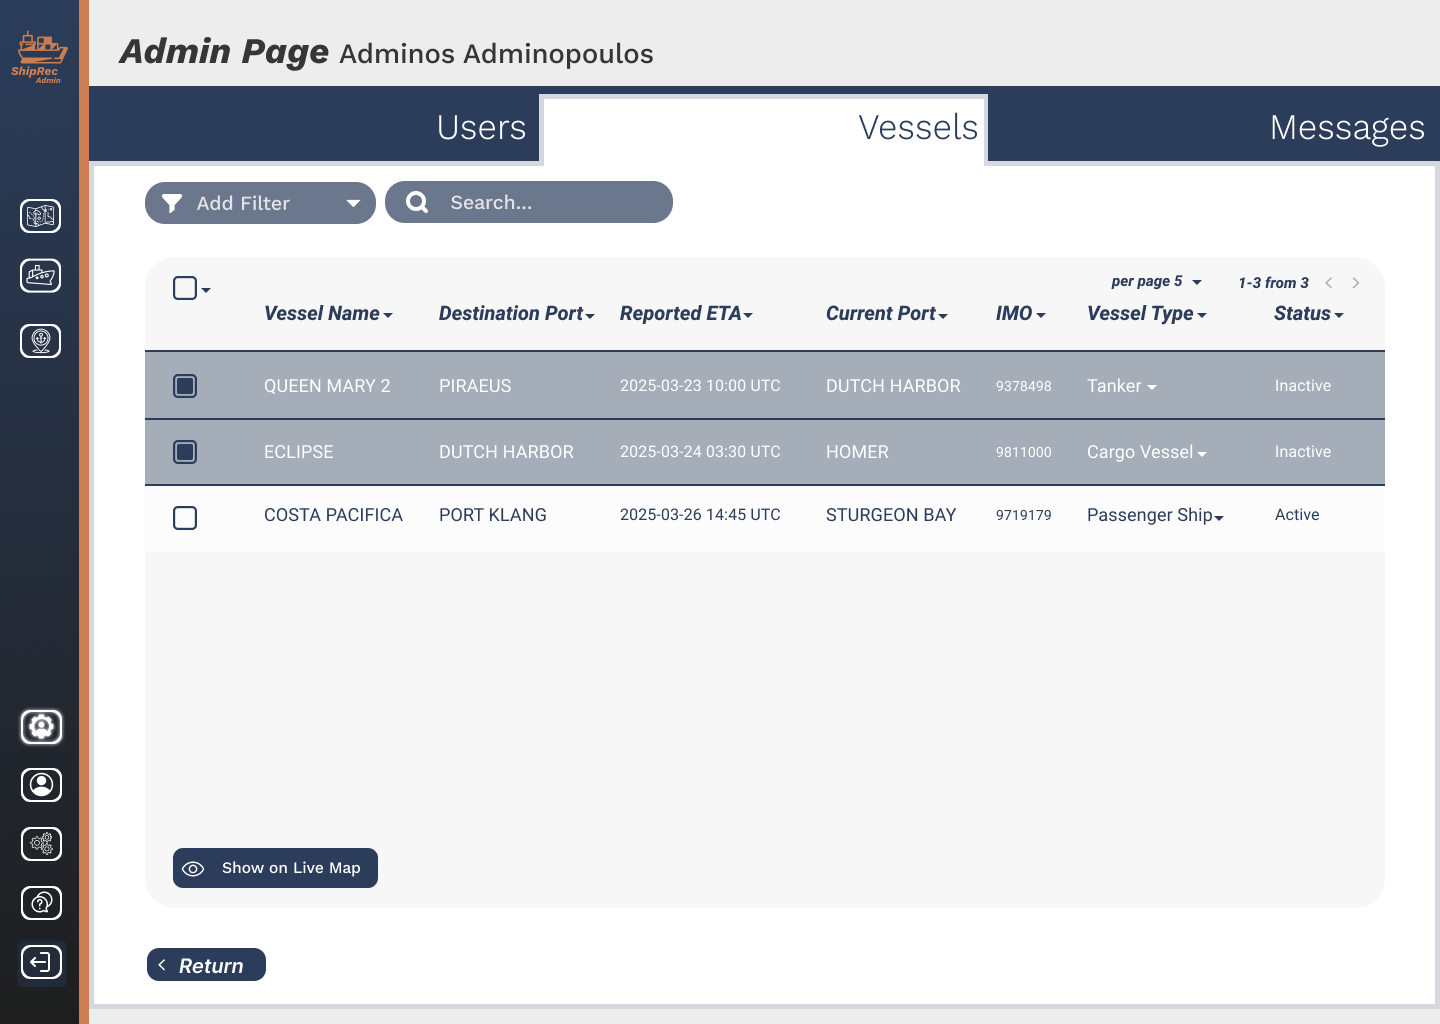 ShipRec
Admin
Admin Page Adminos Adminopoulos
Users Vessels Messages
Add Filter Search...
per page 5 1-3 from 3
Vessel Name Destination Port Reported ETA Current Port IMO Vessel Type Status
QUEEN MARY 2 PIRAEUS 2025-03-23 10:00 UTC DUTCH HARBOR 9378498 Tanker Inactive
ECLIPSE DUTCH HARBOR 2025-03-24 03:30 UTC HOMER 9811000 Cargo Vessel Inactive
COSTA PACIFICA PORT KLANG 2025-03-26 14:45 UTC STURGEON BAY 9719179 Passenger Ship Active
Show on Live Map
Return